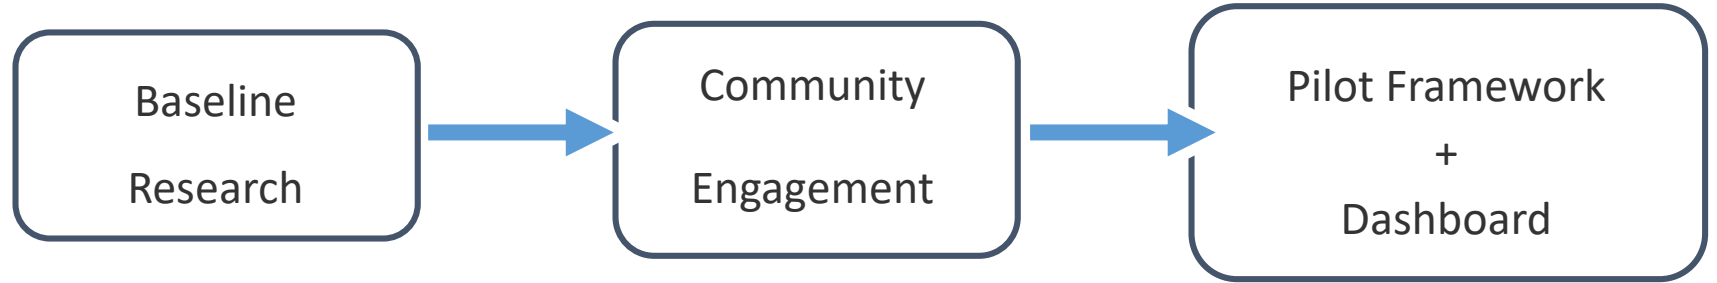 Baseline
Research
Community
Engagement
Pilot Framework
+
Dashboard